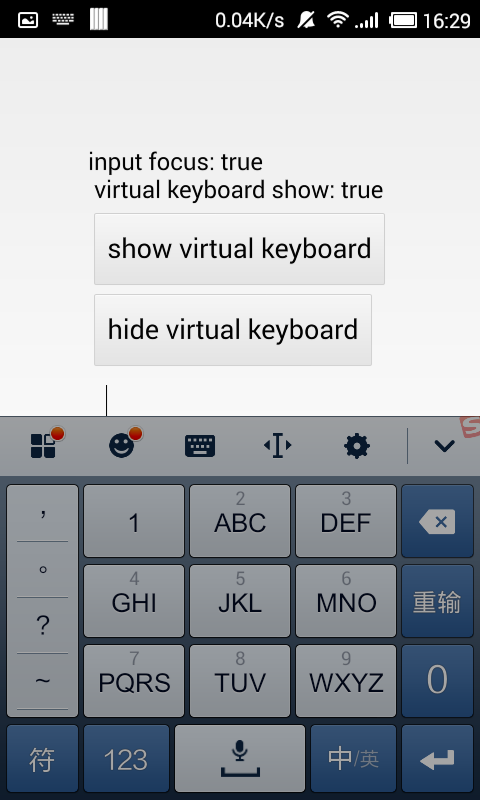 0.04K/s 16:29
input focus: true
virtual keyboard show: true
show virtual keyboard
hide virtual keyboard
S
, 1 2 ABC 3 DEF
。 4 GHI 5 JKL 6 MNO 重输
? 7 PQRS 8 TUV 9 WXYZ 0
~
符 123 中/英